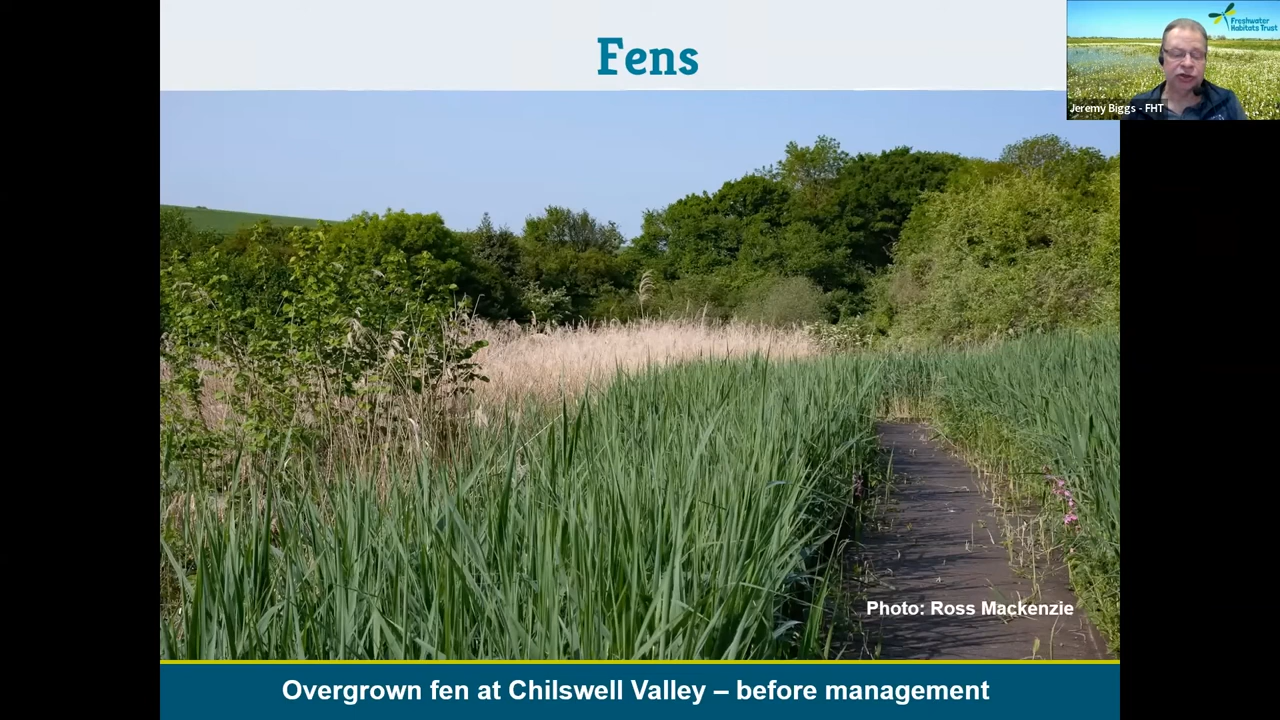 Fens
Freshwater
Habitats Trust
Jeremy Biggs - FHT
Photo: Ross Mackenzie
Overgrown fen at Chilswell Valley – before management